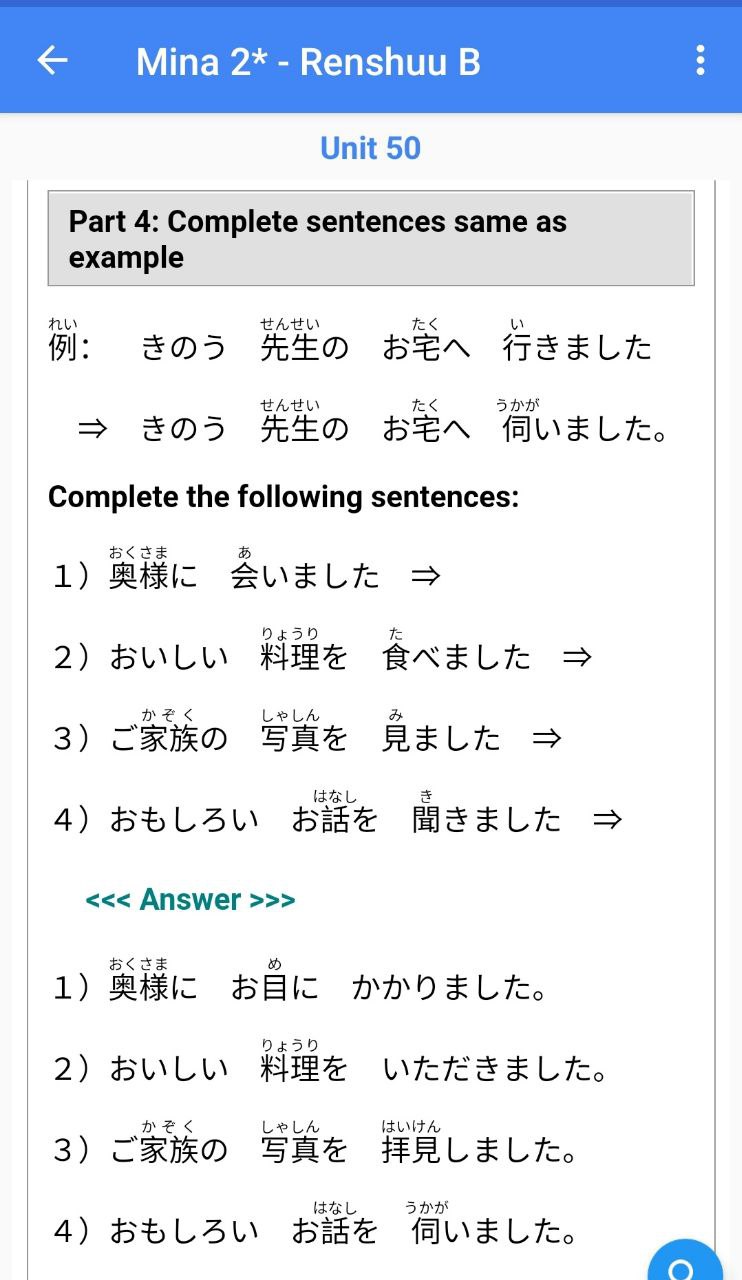 Mina 2* - Renshuu B
Unit 50
Part 4: Complete sentences same as
example
れい せんせい たく い
例： きのう 先生の お宅へ 行きました
せんせい たく うかが
⇒ きのう 先生の お宅へ 伺いました。
Complete the following sentences:
おくさま あ
１）奥様に 会いました ⇒
りょうり た
２）おいしい 料理を 食べました ⇒
かぞく しゃしん み
３）ご家族の 写真を 見ました ⇒
はなし き
４）おもしろい お話を 聞きました ⇒
<<< Answer >>>
おくさま め
１）奥様に お目に かかりました。
りょうり
２）おいしい 料理を いただきました。
かぞく しゃしん はいけん
３）ご家族の 写真を 拝見しました。
はなし うかが
４）おもしろい お話を 伺いました。